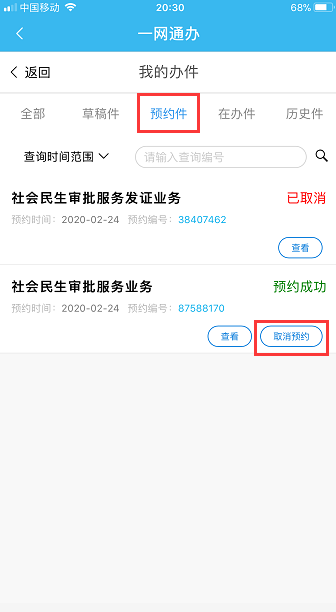 中国移动 20:30 68%
一网通办
返回 我的办件
全部 草稿件 预约件 在办件 历史件
查询时间范围 请输入查询编号
社会民生审批服务发证业务 已取消
预约时间：2020-02-24 预约编号：38407462
查看
社会民生审批服务业务 预约成功
预约时间：2020-02-24 预约编号：87588170
查看 取消预约